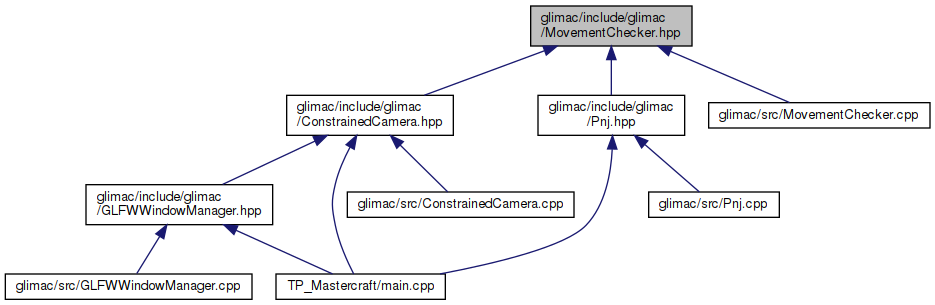 glimac/include/glimac
/MovementChecker.hpp
glimac/include/glimac
/ConstrainedCamera.hpp
glimac/include/glimac
/Pnj.hpp
glimac/src/MovementChecker.cpp
glimac/include/glimac
/GLFWWindowManager.hpp
glimac/src/ConstrainedCamera.cpp
glimac/src/Pnj.cpp
glimac/src/GLFWWindowManager.cpp
TP_Mastercraft/main.cpp